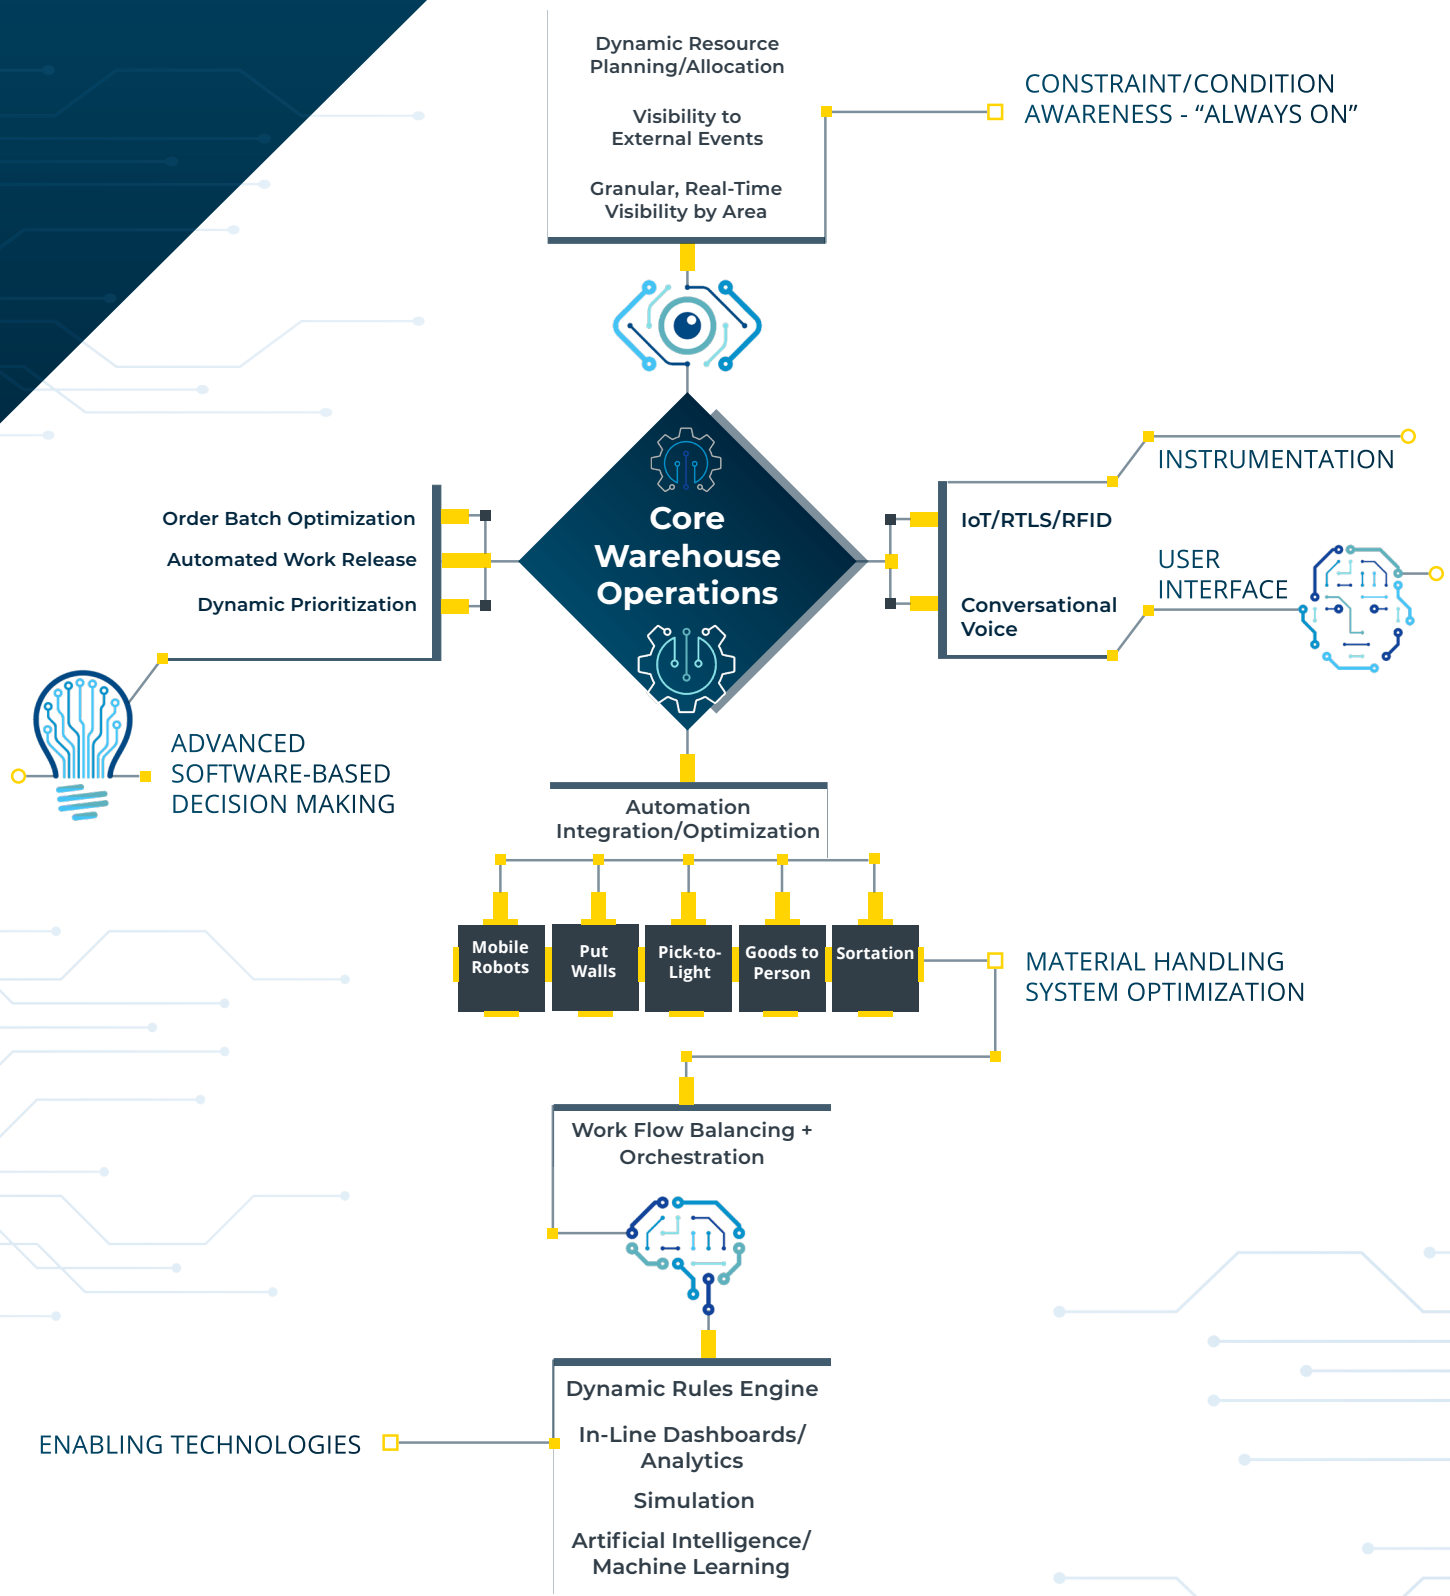 Dynamic Resource
Planning/Allocation
Visibility to
External Events
Granular, Real-Time
Visibility by Area
CONSTRAINT/CONDITION
AWARENESS - “ALWAYS ON”
Core
Warehouse
Operations
Order Batch Optimization
Automated Work Release
Dynamic Prioritization
ADVANCED
SOFTWARE-BASED
DECISION MAKING
INSTRUMENTATION
IoT/RTLS/RFID
USER
INTERFACE
Conversational
Voice
Automation
Integration/Optimization
Mobile
Robots
Put
Walls
Pick-to-
Light
Goods to
Person
Sortation
MATERIAL HANDLING
SYSTEM OPTIMIZATION
Work Flow Balancing +
Orchestration
ENABLING TECHNOLOGIES
Dynamic Rules Engine
In-Line Dashboards/
Analytics
Simulation
Artificial Intelligence/
Machine Learning